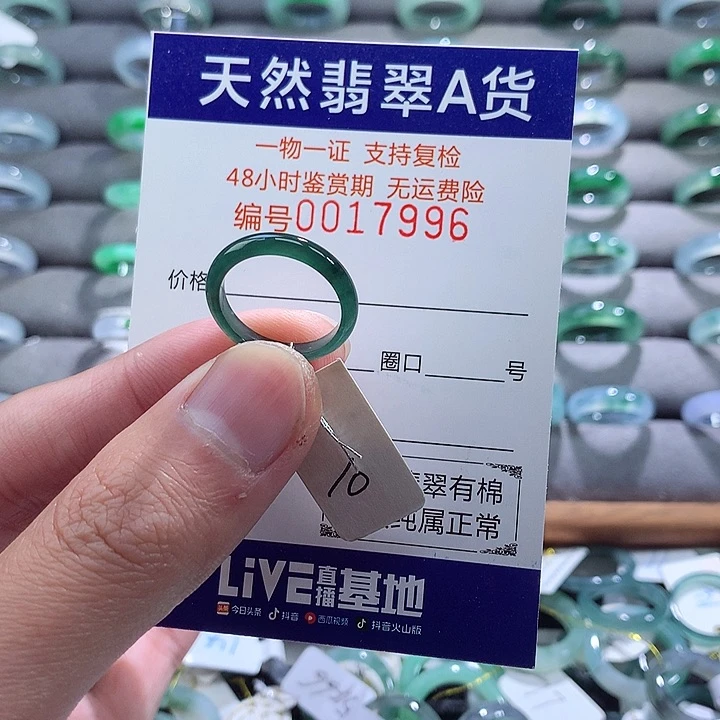 天然翡翠A货
一物一证 支持复检
48小时鉴赏期 无运费险
编号0017996
价格
圈口 号
10
翠有棉
纯属正常
LiVE直播基地
今日头条 抖音 西瓜视频 抖音火山版